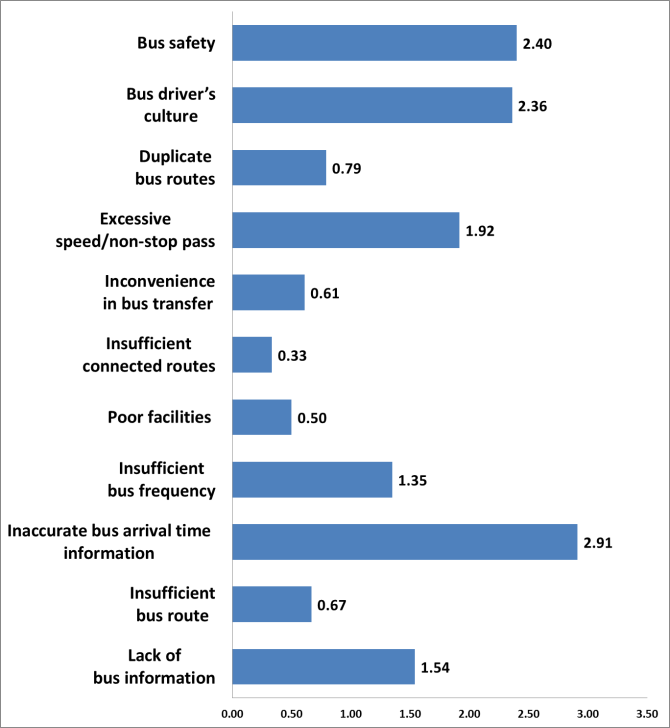 Bus safety
2.40
Bus driver’s
culture
2.36
Duplicate
bus routes
0.79
Excessive
speed/non-stop pass
1.92
Inconvenience
in bus transfer
0.61
Insufficient
connected routes
0.33
Poor facilities
0.50
Insufficient
bus frequency
1.35
Inaccurate bus arrival time
information
2.91
Insufficient
bus route
0.67
Lack of
bus information
1.54
0.00 0.50 1.00 1.50 2.00 2.50 3.00 3.50